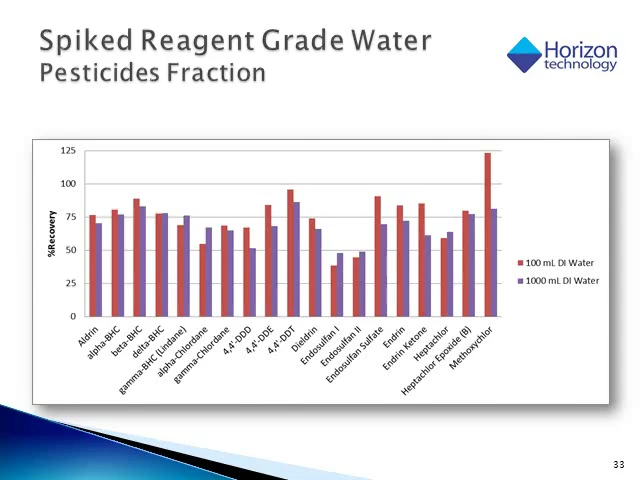 Spiked Reagent Grade Water
Pesticides Fraction
Horizon
technology
125
100
75
50
25
0
%Recovery
Aldrin
alpha-BHC
beta-BHC
delta-BHC
gamma-BHC (Lindane)
alpha-Chlordane
gamma-Chlordane
4,4'-DDD
4,4'-DDE
4,4'-DDT
Dieldrin
Endosulfan I
Endosulfan II
Endosulfan Sulfate
Endrin
Endrin Ketone
Heptachlor
Heptachlor Epoxide (B)
Methoxychlor
100 mL DI Water
1000 mL DI Water
33